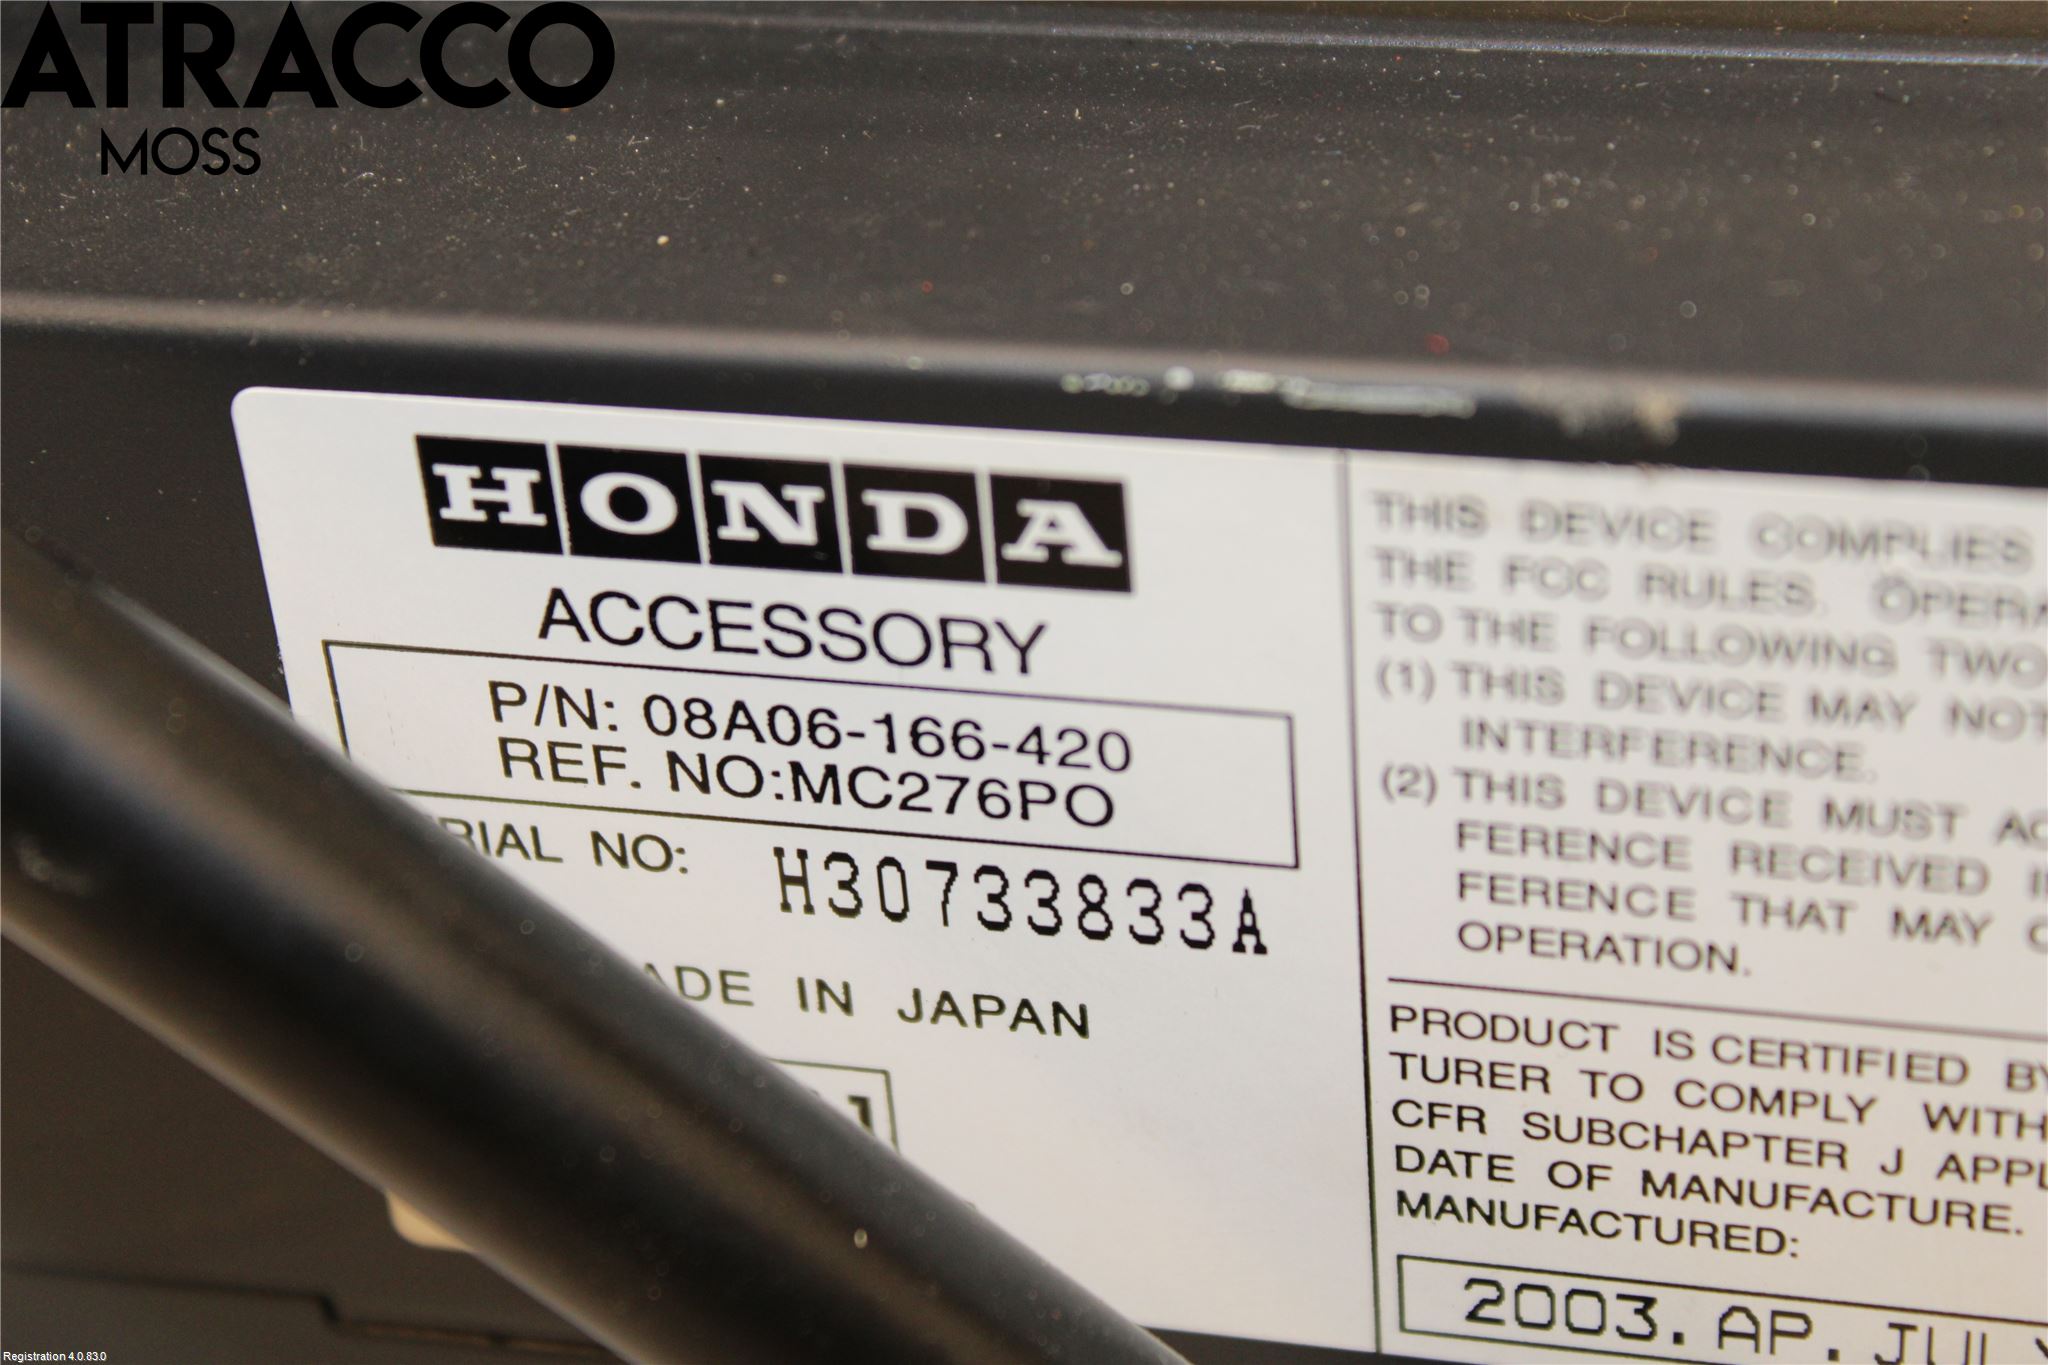 ATRACCO
MOSS
HONDA
ACCESSORY
P/N: 08A06-166-420
REF. NO:MC276PO
RIAL NO: H30733833A
ADE IN JAPAN
THIS DEVICE COMPLIES
THE FCC RULES. OPERA
TO THE FOLLOWING TWO
(1) THIS DEVICE MAY NOT
INTERFERENCE.
(2) THIS DEVICE MUST AC
FERENCE RECEIVED I
FERENCE THAT MAY
OPERATION.
PRODUCT IS CERTIFIED BY
TURER TO COMPLY WITH
CFR SUBCHAPTER J APPL
DATE OF MANUFACTURE.
MANUFACTURED:
2003. AP. JUL
Registration 4.0.83.0